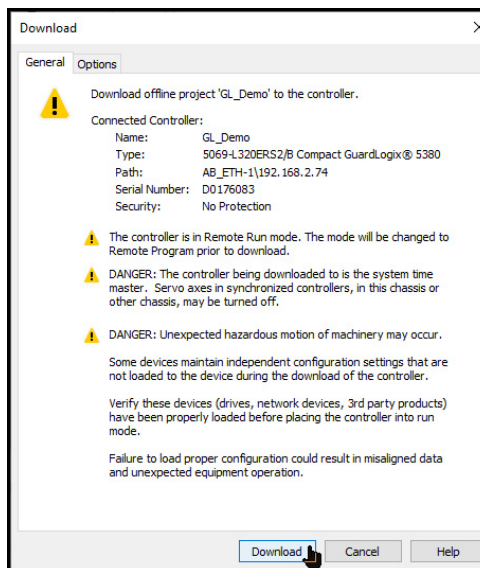 Download
General Options
Download offline project 'GL_Demo' to the controller.
Connected Controller:
Name: GL_Demo
Type: 5069-L320ERS2/B Compact GuardLogix® 5380
Path: AB_ETH-1\192.168.2.74
Serial Number: D0176083
Security: No Protection
The controller is in Remote Run mode. The mode will be changed to
Remote Program prior to download.
DANGER: The controller being downloaded to is the system time
master. Servo axes in synchronized controllers, in this chassis or
other chassis, may be turned off.
DANGER: Unexpected hazardous motion of machinery may occur.
Some devices maintain independent configuration settings that are
not loaded to the device during the download of the controller.
Verify these devices (drives, network devices, 3rd party products)
have been properly loaded before placing the controller into run
mode.
Failure to load proper configuration could result in misaligned data
and unexpected equipment operation.
Download Cancel Help